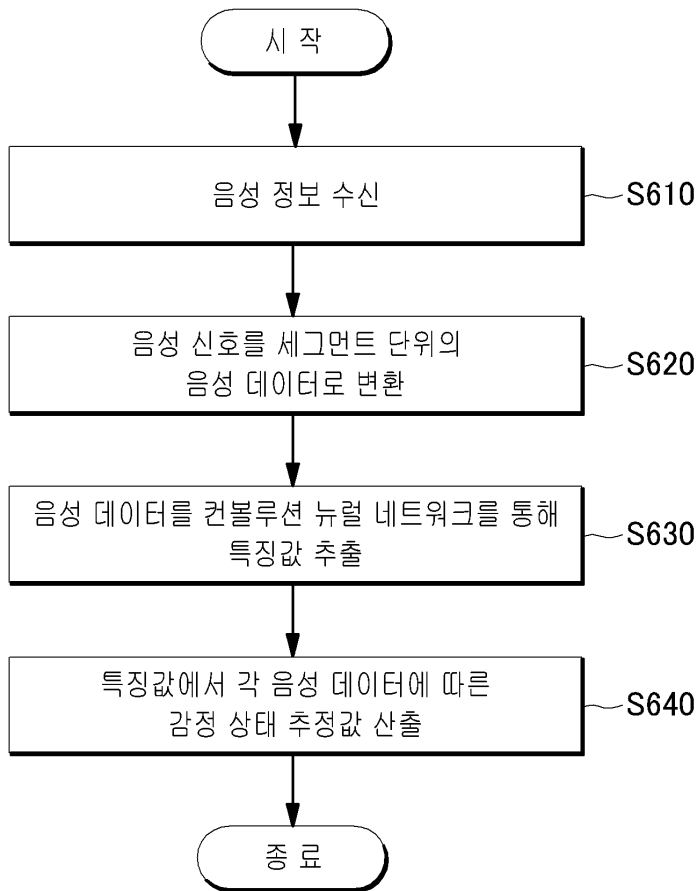 시 작
음성 정보 수신
S610
음성 신호를 세그먼트 단위의
음성 데이터로 변환
S620
음성 데이터를 컨볼루션 뉴럴 네트워크를 통해
특징값 추출
S630
특징값에서 각 음성 데이터에 따른
감정 상태 추정값 산출
S640
종 료